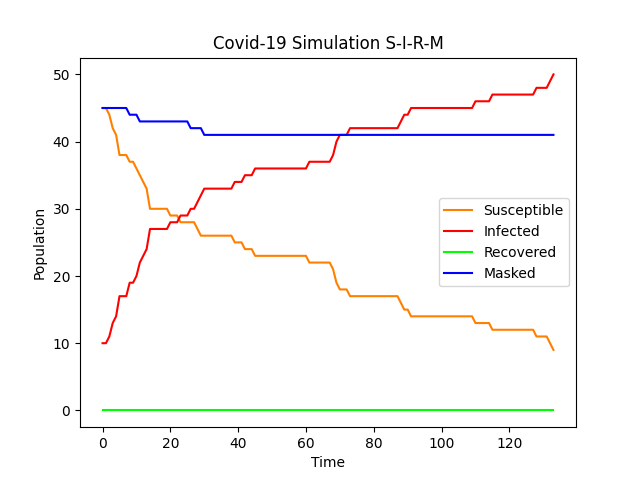 Covid-19 Simulation S-I-R-M
50
40
30
20
10
0
Population
Susceptible
Infected
Recovered
Masked
0 20 40 60 80 100 120
Time